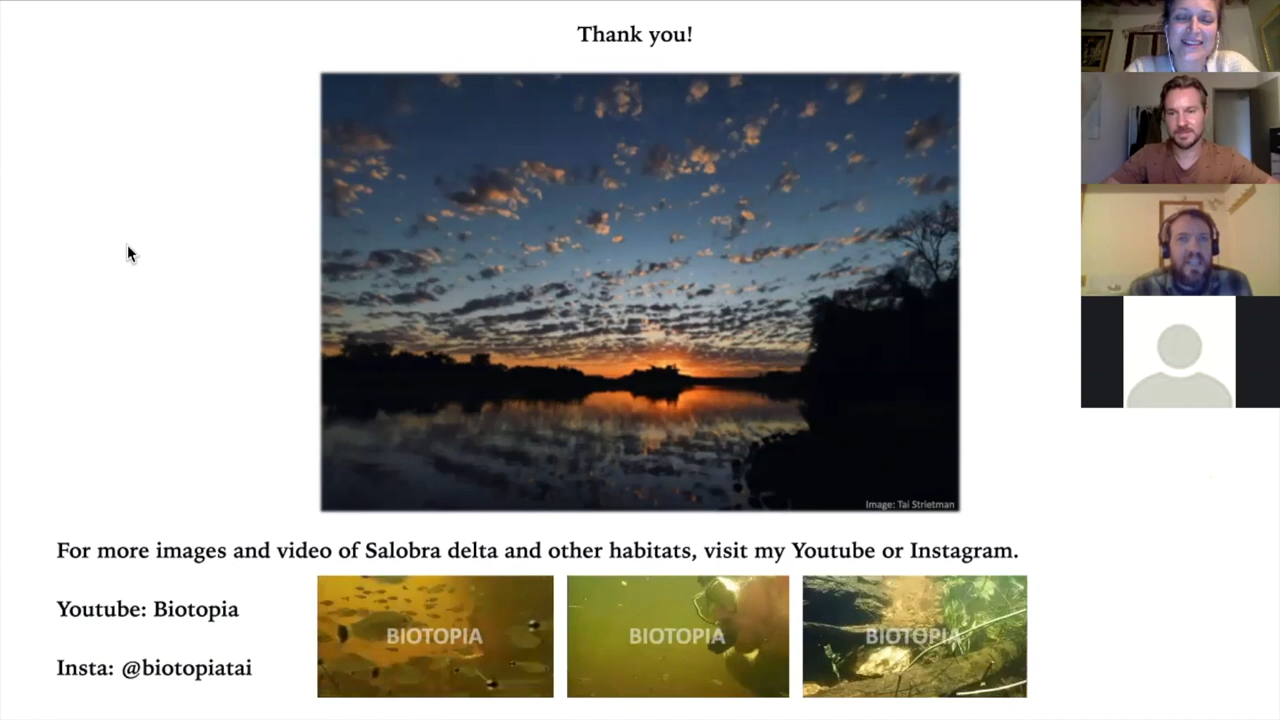 Thank you!
Image: Tai Strietman
For more images and video of Salobra delta and other habitats, visit my Youtube or Instagram.
Youtube: Biotopia
Insta: @biotopiatai
BIOTOPIA
BIOTOPIA
BIOTOPIA